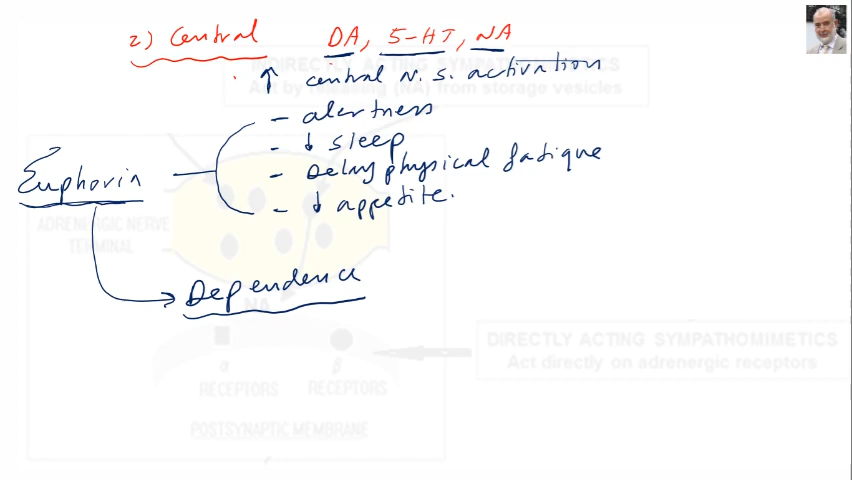 2) Central DA, 5-HT, NA
INDIRECTLY ACTING SYMPATHOMIMETICS
↑ central N.S. activation
Act by releasing (NA) from storage vesicles
- alertness
- ↓ sleep
- Delay physical fatigue
Euphoria
- ↓ appetite.
ADRENERGIC NERVE
TERMINAL
Dependence
NA
DIRECTLY ACTING SYMPATHOMIMETICS
Act directly on adrenergic receptors
α β
RECEPTORS RECEPTORS
POSTSYNAPTIC MEMBRANE